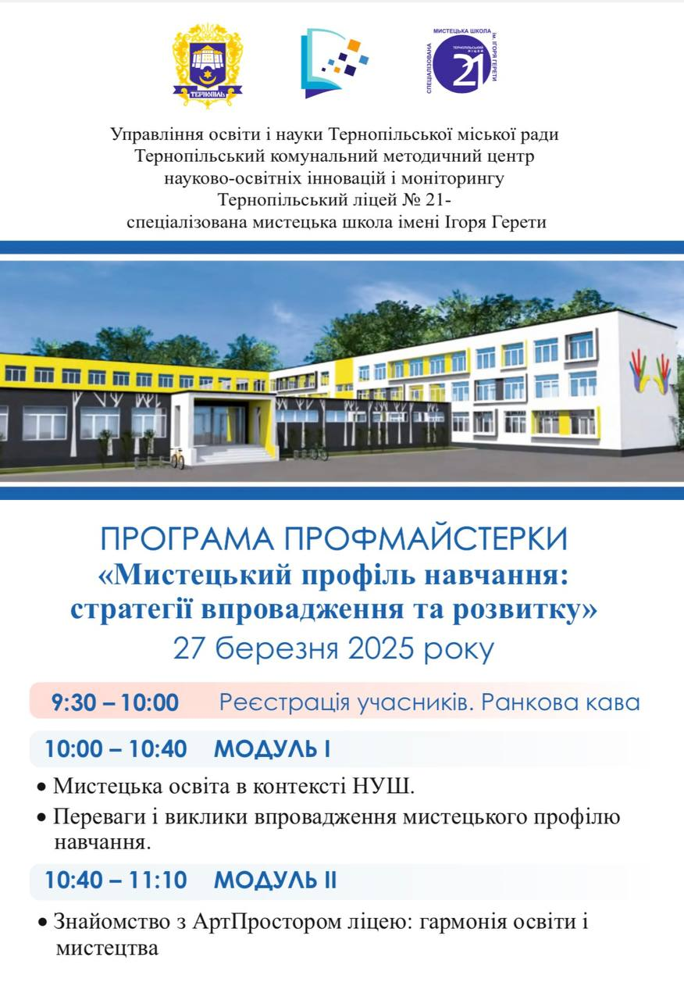 ТЕРНОПІЛЬ
МИСТЕЦЬКА ШКОЛА
ім. ІГОРЯ ГЕРЕТИ
СПЕЦІАЛІЗОВАНА
ТЕРНОПІЛЬСЬКИЙ
ЛІЦЕЙ
21
Управління освіти і науки Тернопільської міської ради
Тернопільський комунальний методичний центр
науково-освітніх інновацій і моніторингу
Тернопільський ліцей № 21-
спеціалізована мистецька школа імені Ігоря Герети
ПРОГРАМА ПРОФМАЙСТЕРКИ
«Мистецький профіль навчання:
стратегії впровадження та розвитку»
27 березня 2025 року
9:30 – 10:00 Реєстрація учасників. Ранкова кава
10:00 – 10:40 МОДУЛЬ І
• Мистецька освіта в контексті НУШ.
• Переваги і виклики впровадження мистецького профілю
навчання.
10:40 – 11:10 МОДУЛЬ ІІ
• Знайомство з АртПростором ліцею: гармонія освіти і
мистецтва